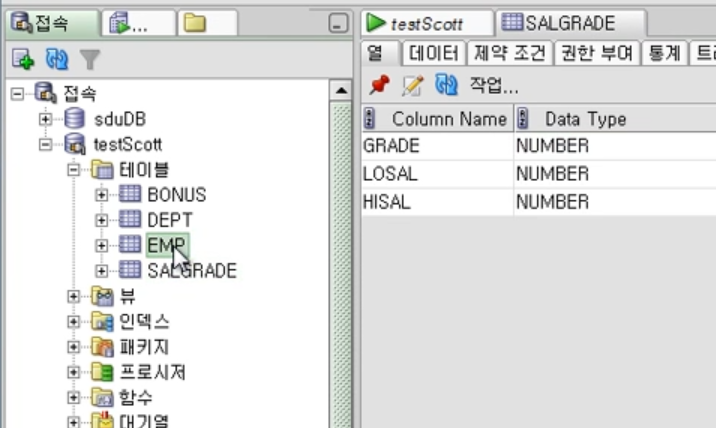 접속
...
접속
sduDB
testScott
테이블
BONUS
DEPT
EMP
SALGRADE
뷰
인덱스
패키지
프로시저
함수
대기열
testScott
SALGRADE
열
데이터
제약 조건
권한 부여
통계
작업...
Column Name
Data Type
GRADE
NUMBER
LOSAL
NUMBER
HISAL
NUMBER